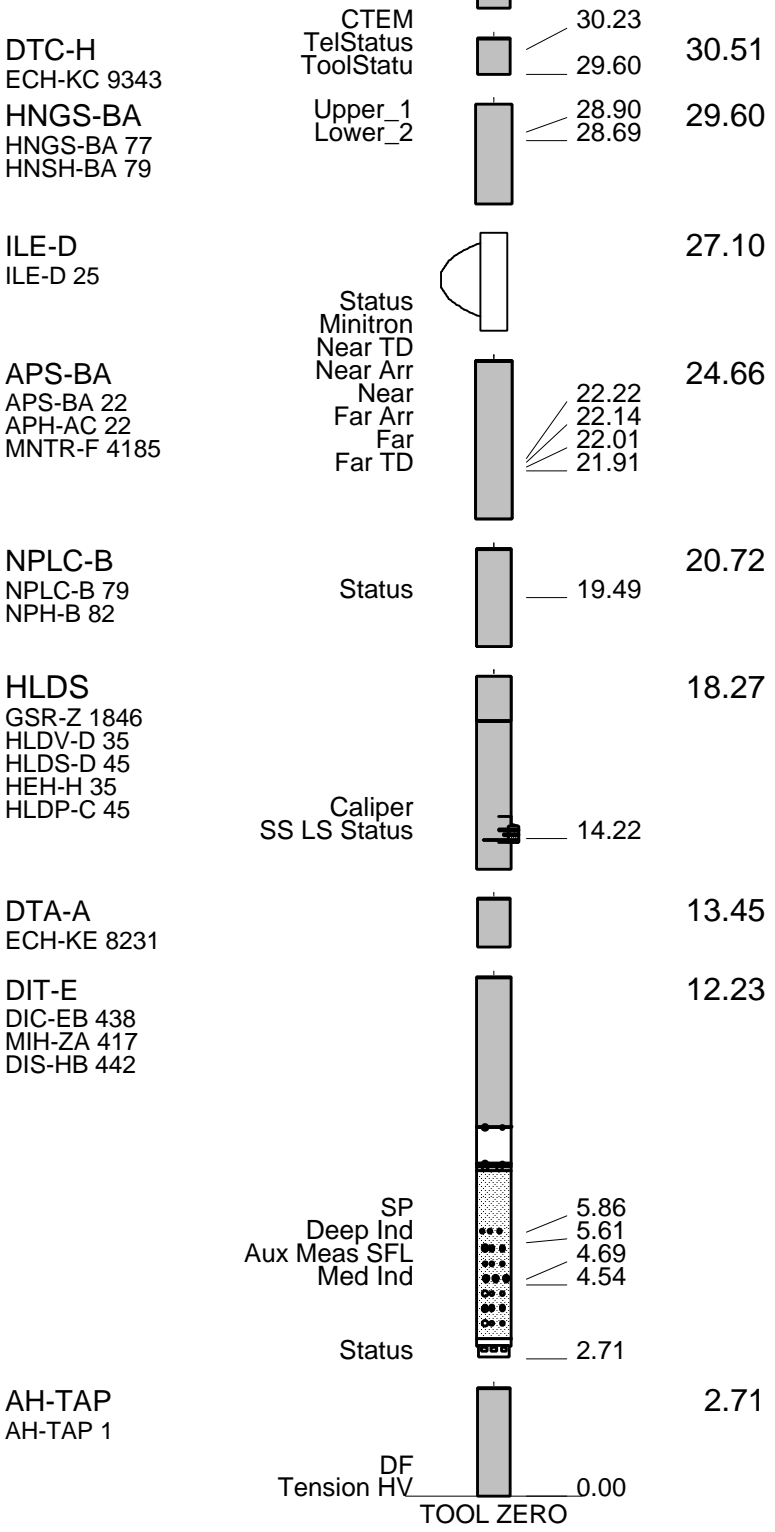 CTEM 30.23
DTC-H TelStatus 30.51
ECH-KC 9343 ToolStatu 29.60
HNGS-BA Upper_1 28.90 29.60
HNGS-BA 77 Lower_2 28.69
HNSH-BA 79
ILE-D 27.10
ILE-D 25
Status
Minitron
Near TD
APS-BA Near Arr 24.66
APS-BA 22 Near 22.22
APH-AC 22 Far Arr 22.14
MNTR-F 4185 Far 22.01
Far TD 21.91
NPLC-B 20.72
NPLC-B 79 Status 19.49
NPH-B 82
HLDS 18.27
GSR-Z 1846
HLDV-D 35
HLDS-D 45
HEH-H 35
HLDP-C 45 Caliper
SS LS Status 14.22
DTA-A 13.45
ECH-KE 8231
DIT-E 12.23
DIC-EB 438
MIH-ZA 417
DIS-HB 442
SP 5.86
Deep Ind 5.61
Aux Meas SFL 4.69
Med Ind 4.54
Status 2.71
AH-TAP 2.71
AH-TAP 1
DF
Tension HV 0.00
TOOL ZERO